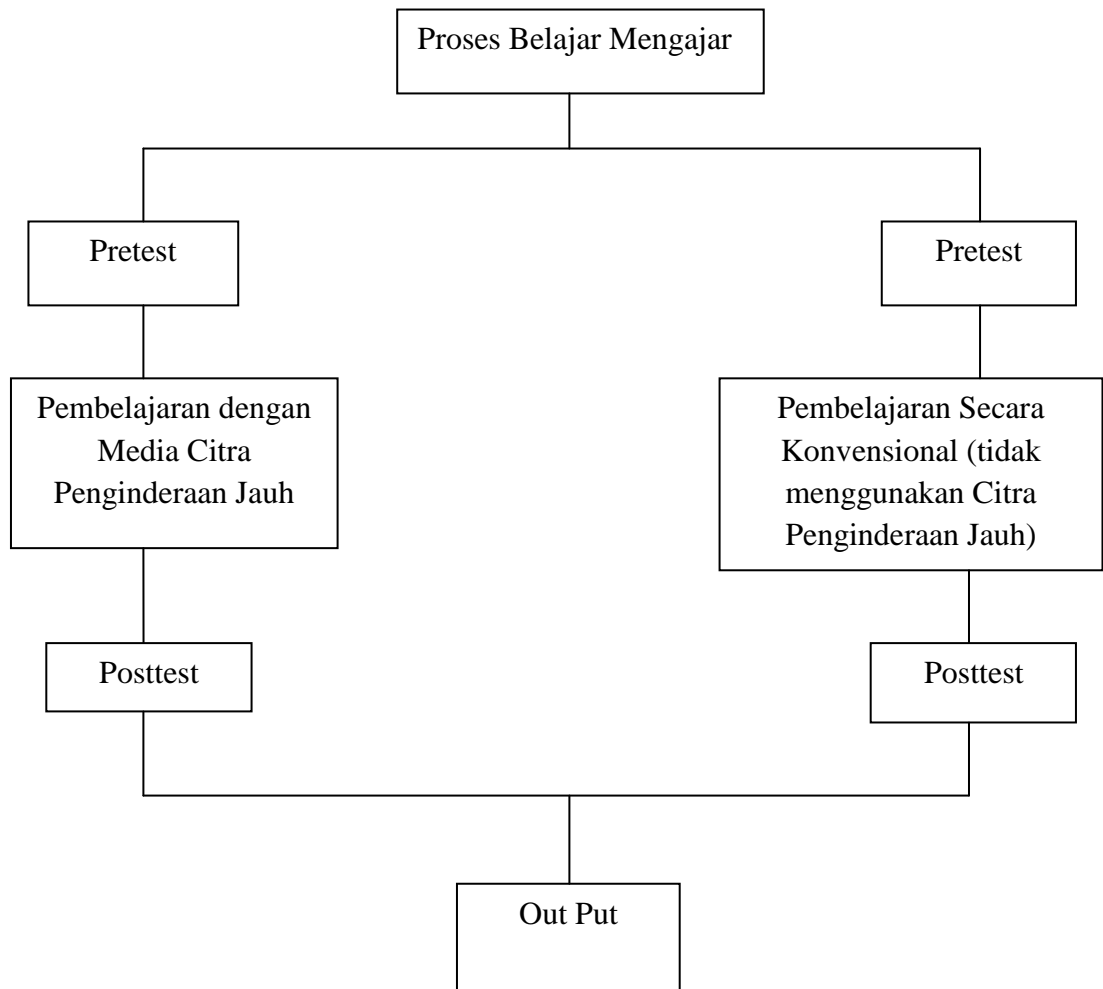 Proses Belajar Mengajar
Pretest
Pretest
Pembelajaran dengan
Media Citra
Penginderaan Jauh
Pembelajaran Secara
Konvensional (tidak
menggunakan Citra
Penginderaan Jauh)
Posttest
Posttest
Out Put